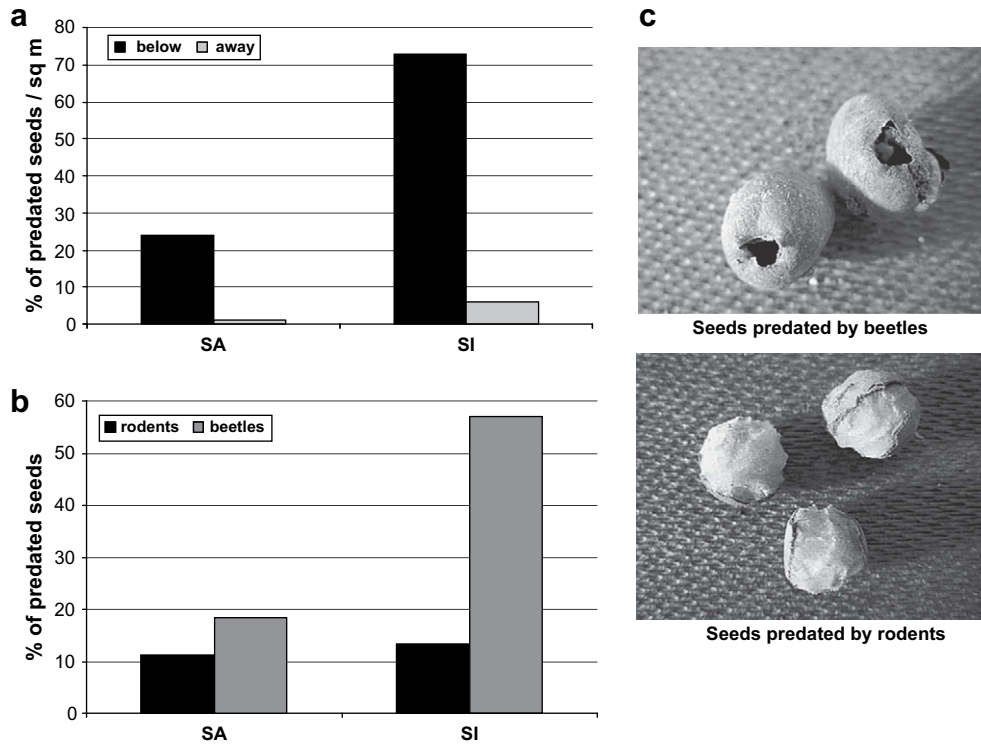 a
% of predated seeds / sq m
80
70
60
50
40
30
20
10
0
below away
SA SI
b
% of predated seeds
60
50
40
30
20
10
0
rodents beetles
SA SI
c
Seeds predated by beetles
Seeds predated by rodents